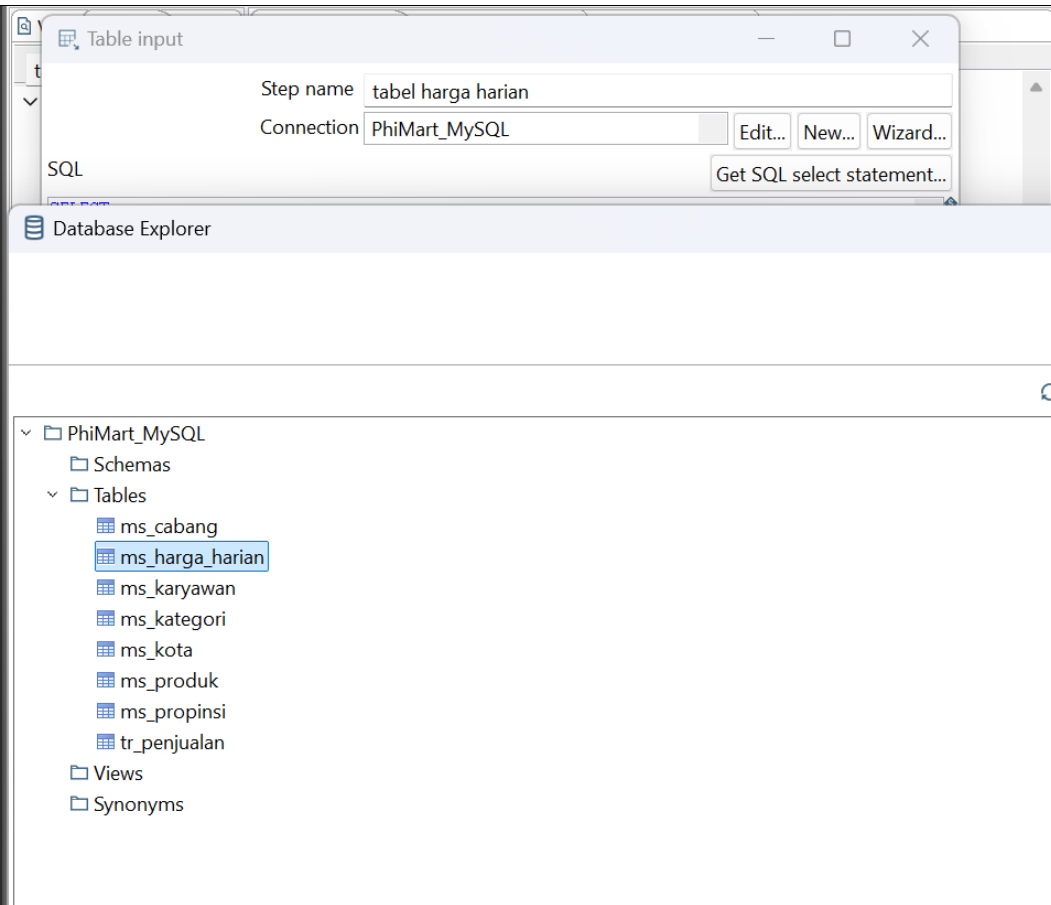 Table input
Step name tabel harga harian
Connection PhiMart_MySQL Edit... New... Wizard...
SQL Get SQL select statement...
SELECT
Database Explorer
PhiMart_MySQL
Schemas
Tables
ms_cabang
ms_harga_harian
ms_karyawan
ms_kategori
ms_kota
ms_produk
ms_propinsi
tr_penjualan
Views
Synonyms